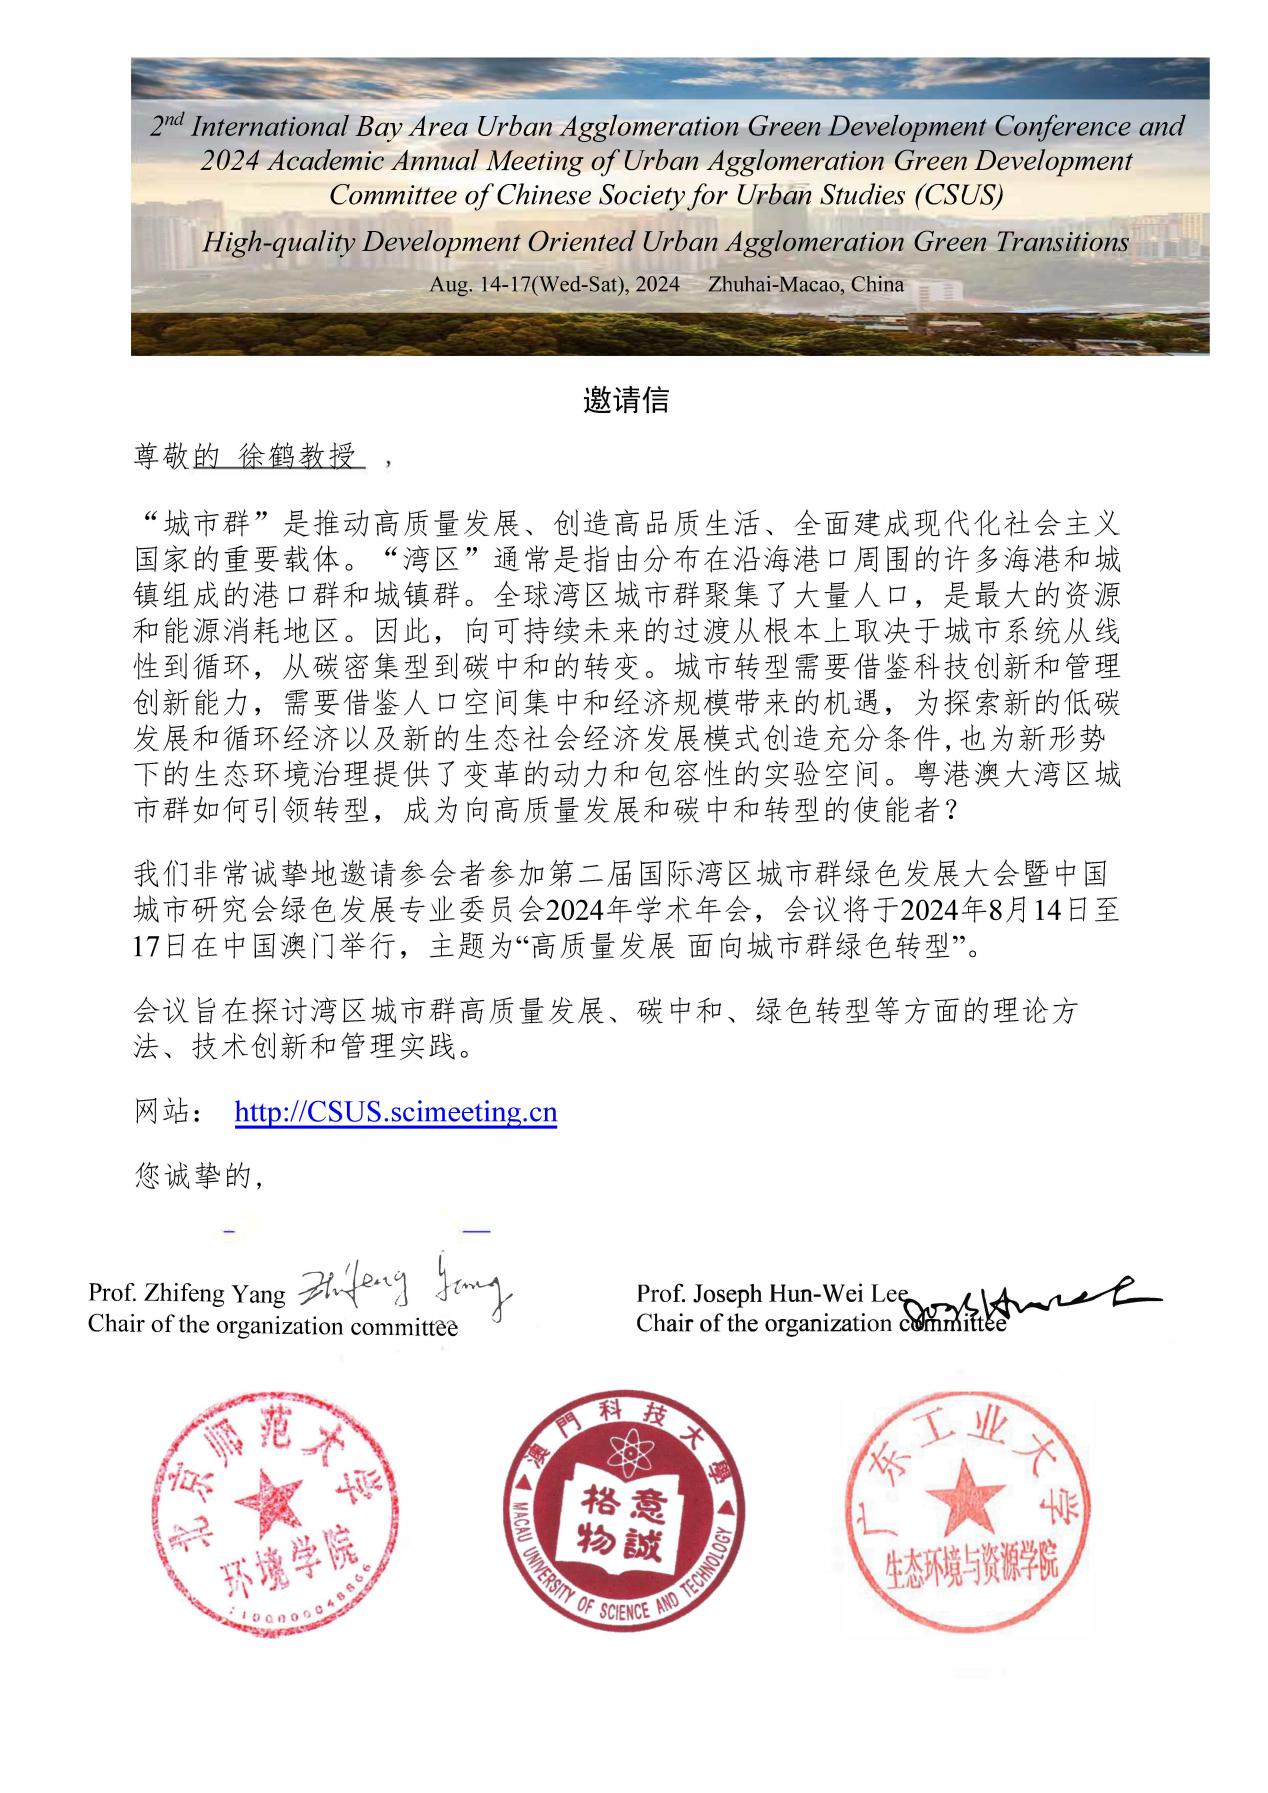 2nd International Bay Area Urban Agglomeration Green Development Conference and
2024 Academic Annual Meeting of Urban Agglomeration Green Development
Committee of Chinese Society for Urban Studies (CSUS)
High-quality Development Oriented Urban Agglomeration Green Transitions
Aug. 14-17(Wed-Sat), 2024 Zhuhai-Macao, China
邀请信
尊敬的 徐鹤教授 ，
“城市群”是推动高质量发展、创造高品质生活、全面建成现代化社会主义
国家的重要载体。“湾区”通常是指由分布在沿海港口周围的许多海港和城
镇组成的港口群和城镇群。全球湾区城市群聚集了大量人口，是最大的资源
和能源消耗地区。因此，向可持续未来的过渡从根本上取决于城市系统从线
性到循环，从碳密集型到碳中和的转变。城市转型需要借鉴科技创新和管理
创新能力，需要借鉴人口空间集中和经济规模带来的机遇，为探索新的低碳
发展和循环经济以及新的生态社会经济发展模式创造充分条件,也为新形势
下的生态环境治理提供了变革的动力和包容性的实验空间。粤港澳大湾区城
市群如何引领转型，成为向高质量发展和碳中和转型的使能者？
我们非常诚挚地邀请参会者参加第二届国际湾区城市群绿色发展大会暨中国
城市研究会绿色发展专业委员会2024年学术年会，会议将于2024年8月14日至
17日在中国澳门举行，主题为“高质量发展 面向城市群绿色转型”。
会议旨在探讨湾区城市群高质量发展、碳中和、绿色转型等方面的理论方
法、技术创新和管理实践。
网站： http://CSUS.scimeeting.cn
您诚挚的，
Prof. Zhifeng Yang Zhifeng Yang
Chair of the organization committee
Prof. Joseph Hun-Wei Lee
Chair of the organization committee
北京师范大学
环境学院
澳門科技大學
格物
意誠
MACAU UNIVERSITY OF SCIENCE AND TECHNOLOGY
广东工业大学
生态环境与资源学院